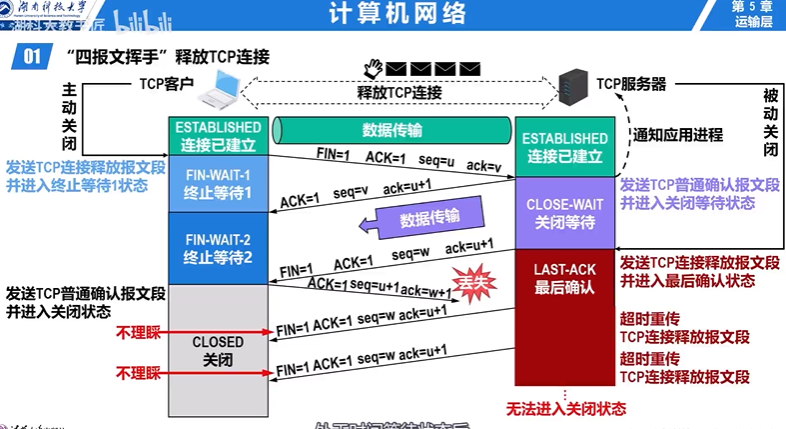 湖南科技大学
Hunan University of Science and Technology
湖科大教书匠
bilibili
计算机网络
第 5 章
运输层
01
“四报文挥手”释放TCP连接
主动关闭
TCP客户
释放TCP连接
TCP服务器
被动关闭
ESTABLISHED
连接已建立
数据传输
ESTABLISHED
连接已建立
通知应用进程
FIN=1 ACK=1 seq=u ack=v
发送TCP连接释放报文段
并进入终止等待1状态
FIN-WAIT-1
终止等待1
ACK=1 seq=v ack=u+1
CLOSE-WAIT
关闭等待
发送TCP普通确认报文段
并进入关闭等待状态
数据传输
FIN-WAIT-2
终止等待2
FIN=1 ACK=1 seq=w ack=u+1
LAST-ACK
最后确认
发送TCP连接释放报文段
并进入最后确认状态
发送TCP普通确认报文段
并进入关闭状态
ACK=1 seq=u+1 ack=w+1
丢失
CLOSED
关闭
不理睬
FIN=1 ACK=1 seq=w ack=u+1
超时重传
TCP连接释放报文段
不理睬
FIN=1 ACK=1 seq=w ack=u+1
超时重传
TCP连接释放报文段
无法进入关闭状态